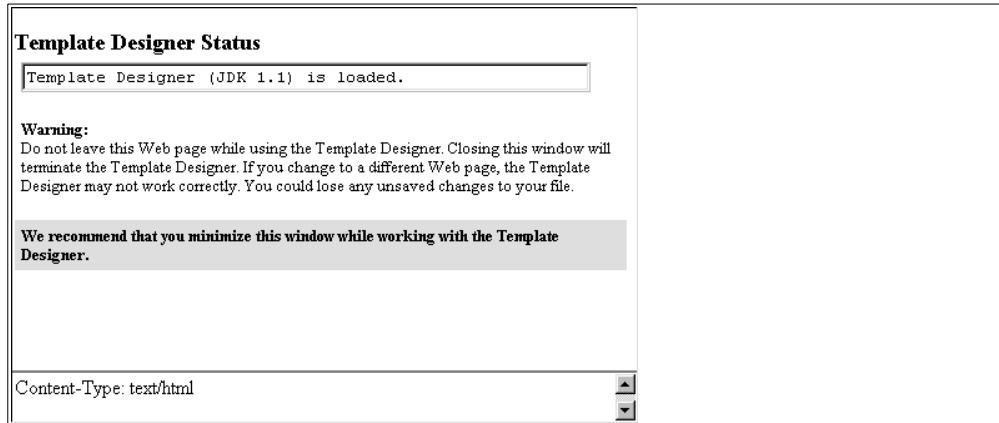 Template Designer Status
Template Designer (JDK 1.1) is loaded.
Warning:
Do not leave this Web page while using the Template Designer. Closing this window will
terminate the Template Designer. If you change to a different Web page, the Template
Designer may not work correctly. You could lose any unsaved changes to your file.
We recommend that you minimize this window while working with the Template
Designer.
Content-Type: text/html